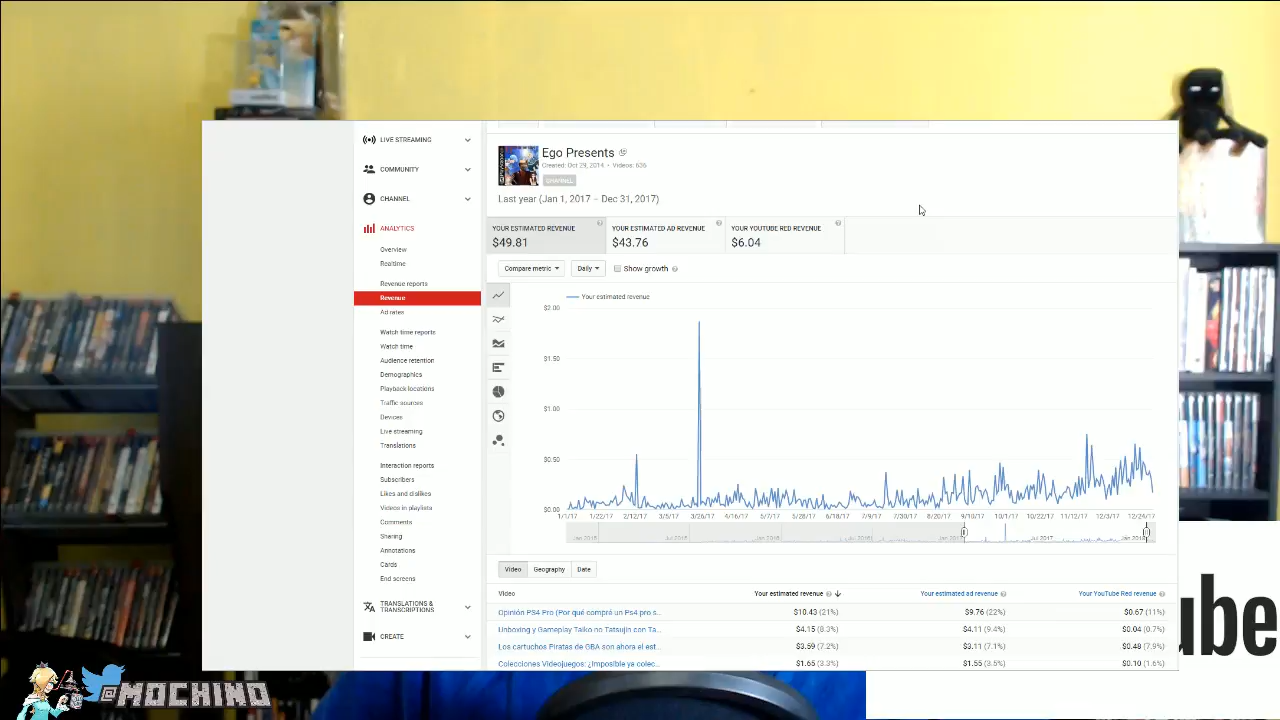 LIVE STREAMING
COMMUNITY
CHANNEL
ANALYTICS
Overview
Realtime
Revenue reports
Revenue
Ad rates
Watch time reports
Watch time
Audience retention
Demographics
Playback locations
Traffic sources
Devices
Live streaming
Translations
Interaction reports
Subscribers
Likes and dislikes
Videos in playlists
Comments
Sharing
Annotations
Cards
End screens
TRANSLATIONS &
TRANSCRIPTIONS
CREATE
Ego Presents
Created: Oct 29, 2014 • Videos: 636
CHANNEL
Last year (Jan 1, 2017 – Dec 31, 2017)
YOUR ESTIMATED REVENUE YOUR ESTIMATED AD REVENUE YOUR YOUTUBE RED REVENUE
$49.81 $43.76 $6.04
Compare metric Daily Show growth
Your estimated revenue
$2.00
$1.50
$1.00
$0.50
$0.00
1/1/17 1/22/17 2/12/17 3/5/17 3/26/17 4/16/17 5/7/17 5/28/17 6/18/17 7/9/17 7/30/17 8/20/17 9/10/17 10/1/17 10/22/17 11/12/17 12/3/17 12/24/17
Video Geography Date
Video Your estimated revenue Your estimated ad revenue Your YouTube Red revenue
Opinión PS4 Pro (Por qué compré un Ps4 pro s... $10.43 (21%) $9.76 (22%) $0.67 (11%)
Unboxing y Gameplay Taiko no Tatsujin con Ta... $4.15 (8.3%) $4.11 (9.4%) $0.04 (0.7%)
Los cartuchos Piratas de GBA son ahora el est... $3.59 (7.2%) $3.11 (7.1%) $0.48 (7.9%)
Colecciones Videojuegos: ¿Imposible ya colec... $1.65 (3.3%) $1.55 (3.5%) $0.10 (1.6%)
ube
@MOCHINO